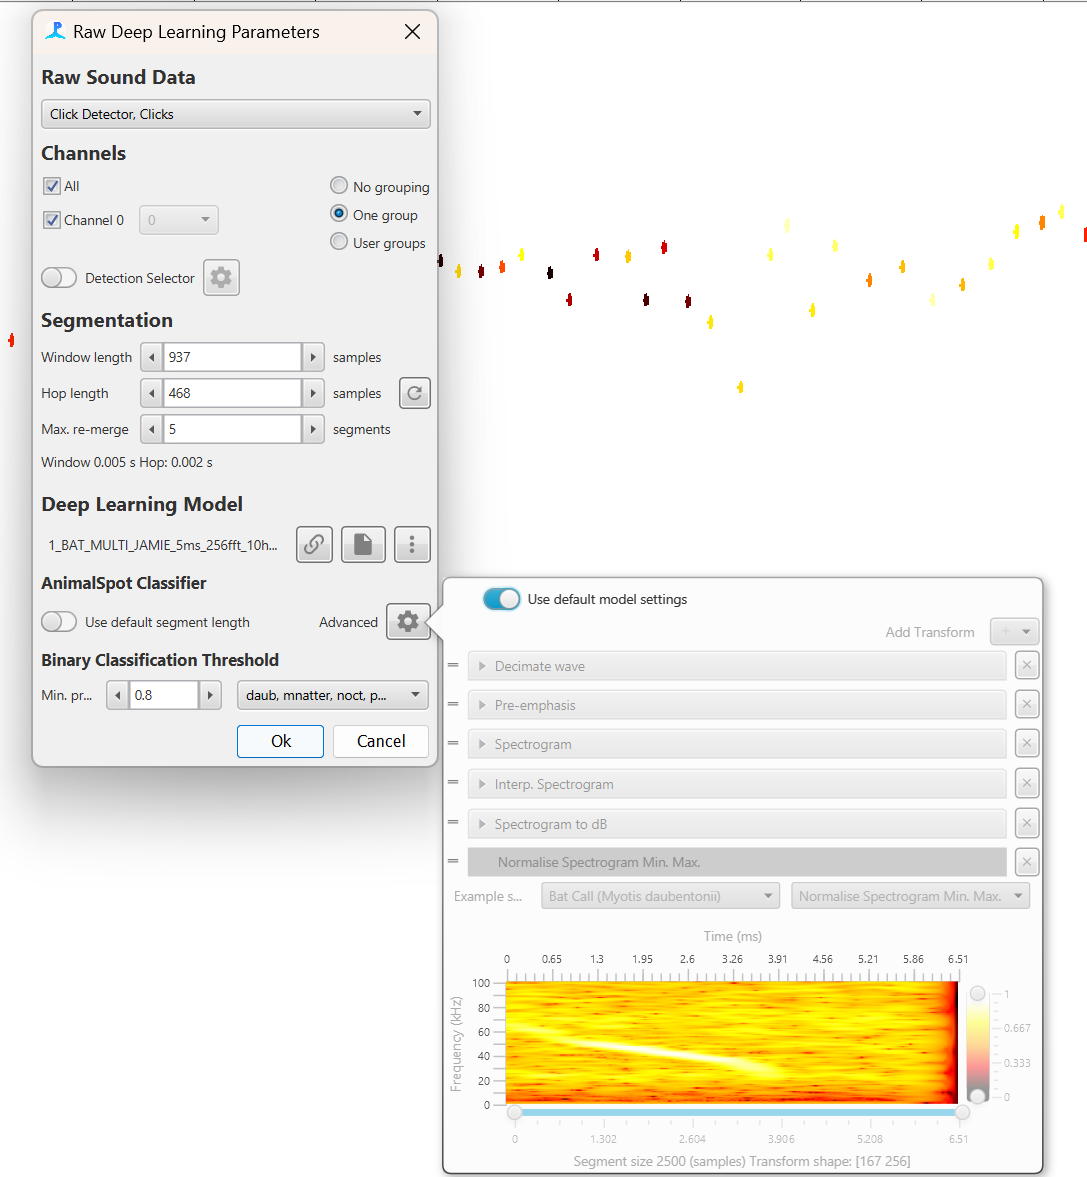 Raw Deep Learning Parameters
Raw Sound Data
Click Detector, Clicks
Channels
All
No grouping
Channel 0
0
One group
User groups
Detection Selector
Segmentation
Window length 937 samples
Hop length 468 samples
Max. re-merge 5 segments
Window 0.005 s Hop: 0.002 s
Deep Learning Model
1_BAT_MULTI_JAMIE_5ms_256fft_10h...
AnimalSpot Classifier
Use default segment length Advanced
Binary Classification Threshold
Min. pr... 0.8 daub, mnatter, noct, p...
Ok Cancel
Use default model settings
Add Transform +
Decimate wave
Pre-emphasis
Spectrogram
Interp. Spectrogram
Spectrogram to dB
Normalise Spectrogram Min. Max.
Example s... Bat Call (Myotis daubentonii) Normalise Spectrogram Min. Max.
Time (ms)
0 0.65 1.3 1.95 2.6 3.26 3.91 4.56 5.21 5.86 6.51
Frequency (kHz)
100
80
60
40
20
0
1
0.667
0.333
0
0 1.302 2.604 3.906 5.208 6.51
Segment size 2500 (samples) Transform shape: [167 256]